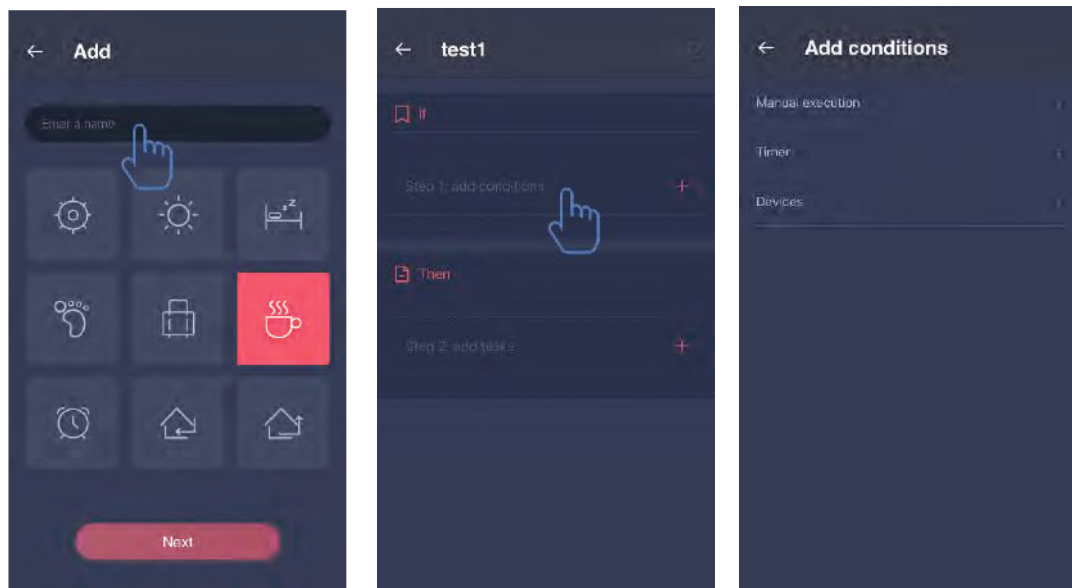 Add
Enter a name
Next
test1
If
Step 1: add conditions
Then
Step 2: add tasks
Add conditions
Manual execution
Timer
Devices